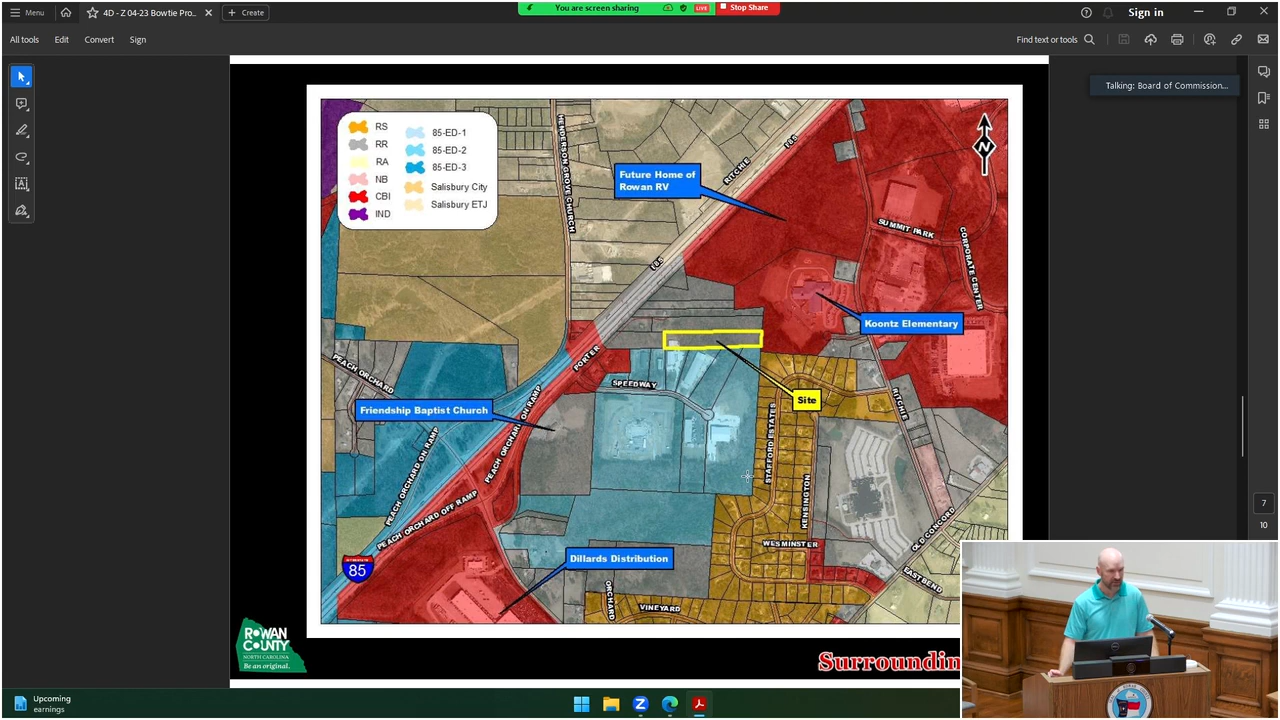 Menu
4D - Z 04-23 Bowtie Pro...
Create
You are screen sharing
LIVE
Stop Share
Sign in
All tools
Edit
Convert
Sign
Find text or tools
Talking: Board of Commission...
RS
RR
RA
NB
CBI
IND
85-ED-1
85-ED-2
85-ED-3
Salisbury City
Salisbury ETJ
HENDERSON GROVE CHURCH
Future Home of
Rowan RV
RITCHIE
I 85
N
SUMMIT PARK
CORPORATE CENTER
I 85
Koontz Elementary
PORTER
PEACH ORCHARD
SPEEDWAY
Site
RITCHIE
Friendship Baptist Church
PEACH ORCHARD ON RAMP
PEACH ORCHARD ON RAMP
STAFFORD ESTATES
KENSINGTON
PEACH ORCHARD OFF RAMP
OLD CONCORD
WESMINSTER
Dillards Distribution
85
EASTBEND
ORCHARD
VINEYARD
ROWAN
COUNTY
NORTH CAROLINA
Be an original.
Surroundin
7
10
Upcoming
earnings